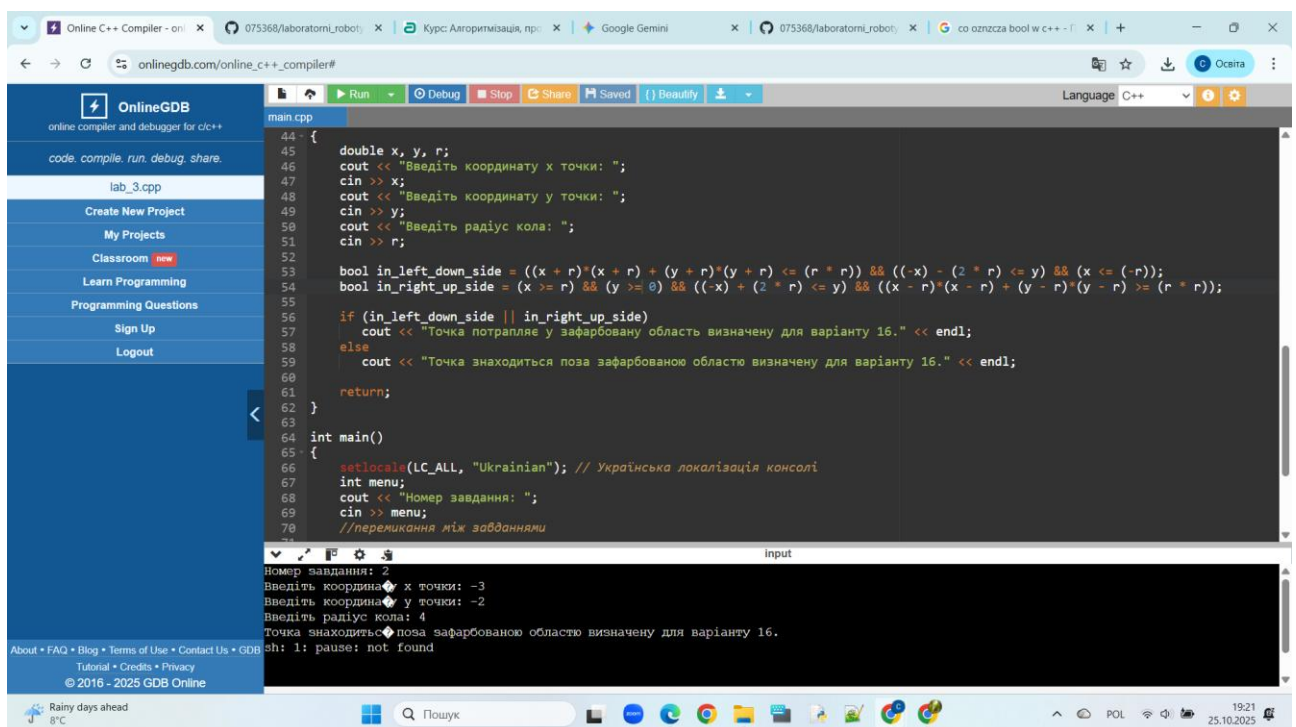 Online C++ Compiler - onl
075368/laboratorni_roboty
Курс: Алгоритмізація, про
Google Gemini
075368/laboratorni_roboty
co oznzcza bool w c++ - П
onlinegdb.com/online_c++_compiler#
Освіта
OnlineGDB
online compiler and debugger for c/c++
code. compile. run. debug. share.
lab_3.cpp
Create New Project
My Projects
Classroom new
Learn Programming
Programming Questions
Sign Up
Logout
About • FAQ • Blog • Terms of Use • Contact Us • GDB
Tutorial • Credits • Privacy
© 2016 - 2025 GDB Online
Run Debug Stop Share Saved {} Beautify
Language C++
main.cpp
44 {
45 double x, y, r;
46 cout << "Введіть координату x точки: ";
47 cin >> x;
48 cout << "Введіть координату y точки: ";
49 cin >> y;
50 cout << "Введіть радіус кола: ";
51 cin >> r;
52
53 bool in_left_down_side = ((x + r)*(x + r) + (y + r)*(y + r) <= (r * r)) && ((-x) - (2 * r) <= y) && (x <= (-r));
54 bool in_right_up_side = (x >= r) && (y >= 0) && ((-x) + (2 * r) <= y) && ((x - r)*(x - r) + (y - r)*(y - r) >= (r * r));
55
56 if (in_left_down_side || in_right_up_side)
57 cout << "Точка потрапляє у зафарбовану область визначену для варіанту 16." << endl;
58 else
59 cout << "Точка знаходиться поза зафарбованою областю визначену для варіанту 16." << endl;
60
61 return;
62 }
63
64 int main()
65 {
66 setlocale(LC_ALL, "Ukrainian"); // Українська локалізація консолі
67 int menu;
68 cout << "Номер завдання: ";
69 cin >> menu;
70 //перемикання між завданнями
input
Номер завдання: 2
Введіть координа�у x точки: -3
Введіть координа�у y точки: -2
Введіть радіус кола: 4
Точка знаходитьс� поза зафарбованою областю визначену для варіанту 16.
sh: 1: pause: not found
Rainy days ahead
8°C
Пошук
POL
19:21
25.10.2025